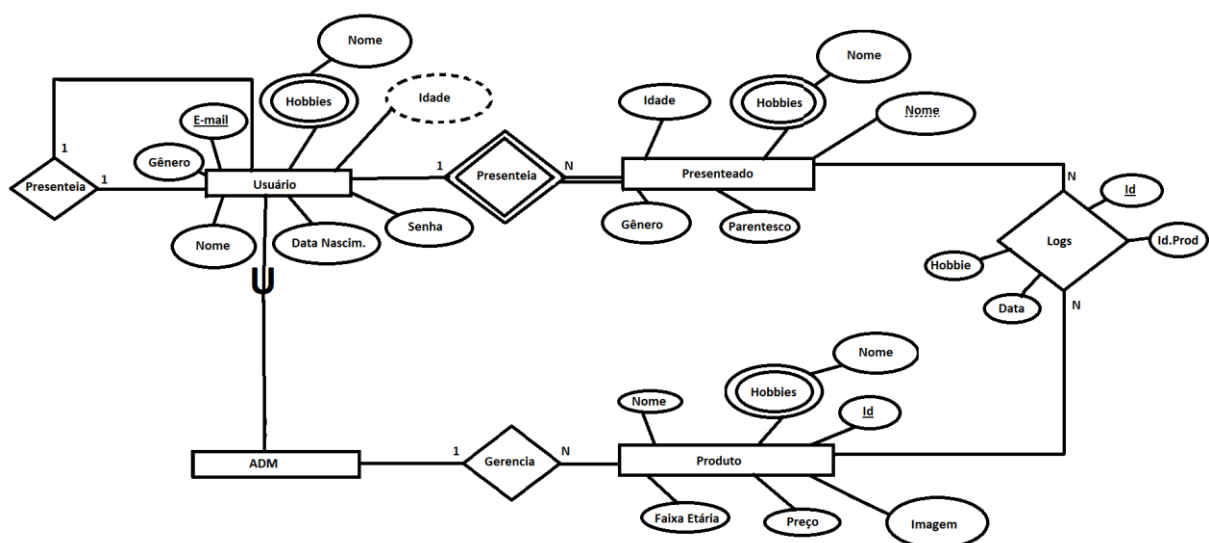 Nome
Nome
Hobbies
Idade
Idade
Hobbies
E-mail
Nome
1
Gênero
1
N
N
Id
Presenteia
1
Usuário
Presenteia
Presenteado
Nome
Data Nascim.
Senha
Gênero
Parentesco
Logs
Id.Prod
Hobbie
Data
N
U
Nome
Nome
Hobbies
Id
ADM
1
Gerencia
N
Produto
Faixa Etária
Preço
Imagem